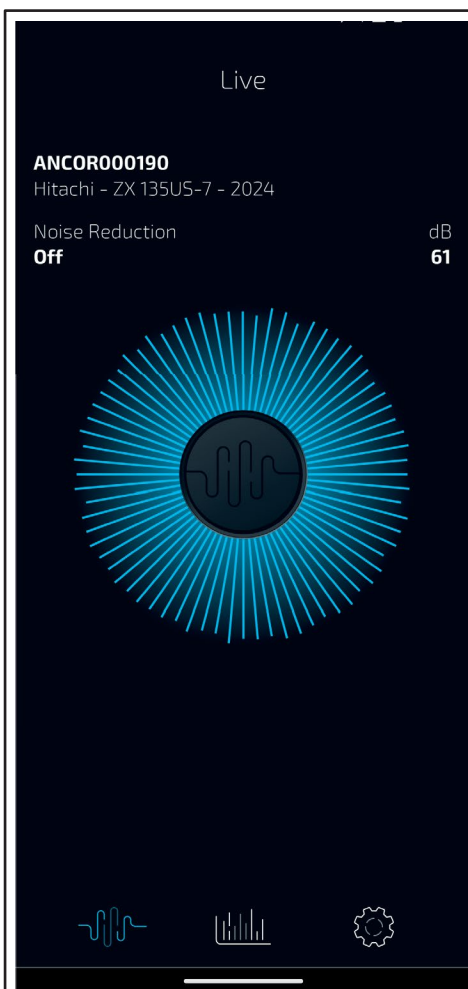 Live
ANCOR000190
Hitachi - ZX 135US-7 - 2024
Noise Reduction dB
Off 61